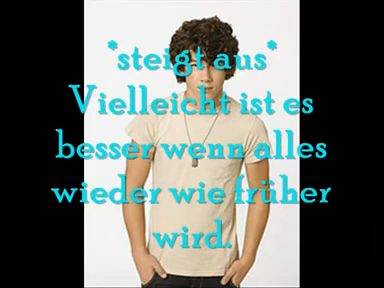 *steigt aus*
Vielleicht ist es
besser wenn alles
wieder wie früher
wird.